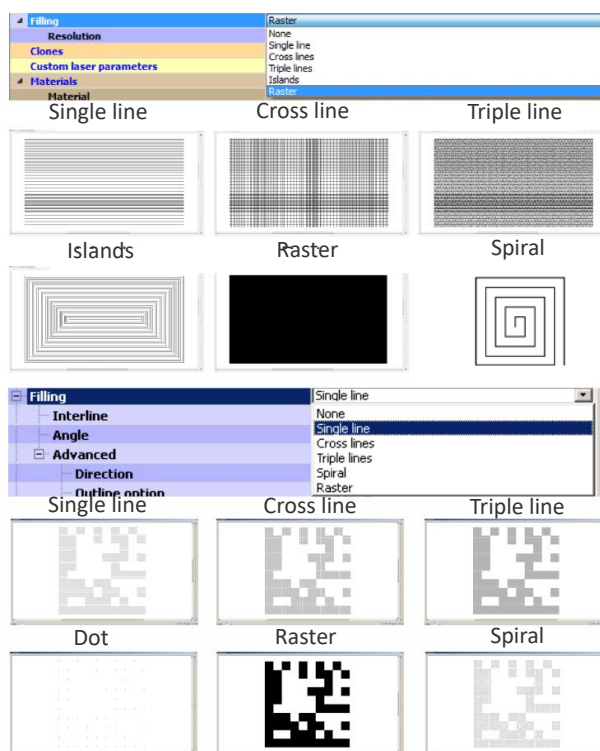 Filling Raster
Resolution None
Clones Single line
Custom laser parameters Cross lines
Triple lines
Materials Islands
Material Raster
Single line Cross line Triple line
Islands Raster Spiral
Filling Single line
Interline None
Angle Single line
Advanced Cross lines
Direction Triple lines
Outline option Spiral
Raster
Single line Cross line Triple line
Dot Raster Spiral